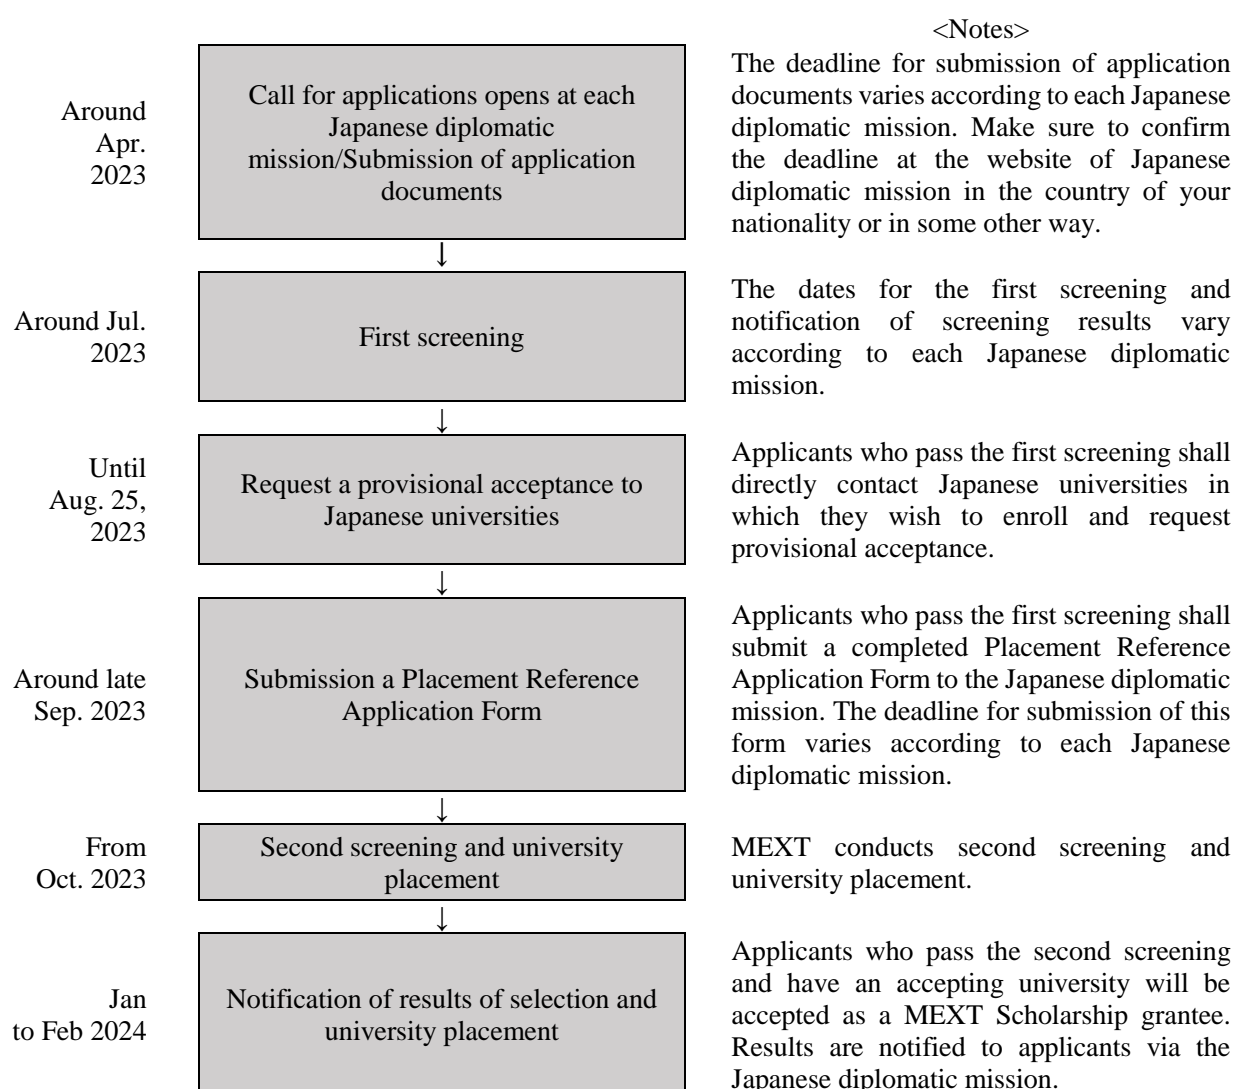 <Notes>
Around
Apr.
2023
Call for applications opens at each
Japanese diplomatic
mission/Submission of application
documents
The deadline for submission of application
documents varies according to each Japanese
diplomatic mission. Make sure to confirm
the deadline at the website of Japanese
diplomatic mission in the country of your
nationality or in some other way.
↓
Around Jul.
2023
First screening
The dates for the first screening and
notification of screening results vary
according to each Japanese diplomatic
mission.
↓
Until
Aug. 25,
2023
Request a provisional acceptance to
Japanese universities
Applicants who pass the first screening shall
directly contact Japanese universities in
which they wish to enroll and request
provisional acceptance.
↓
Around late
Sep. 2023
Submission a Placement Reference
Application Form
Applicants who pass the first screening shall
submit a completed Placement Reference
Application Form to the Japanese diplomatic
mission. The deadline for submission of this
form varies according to each Japanese
diplomatic mission.
↓
From
Oct. 2023
Second screening and university
placement
MEXT conducts second screening and
university placement.
↓
Jan
to Feb 2024
Notification of results of selection and
university placement
Applicants who pass the second screening
and have an accepting university will be
accepted as a MEXT Scholarship grantee.
Results are notified to applicants via the
Japanese diplomatic mission.